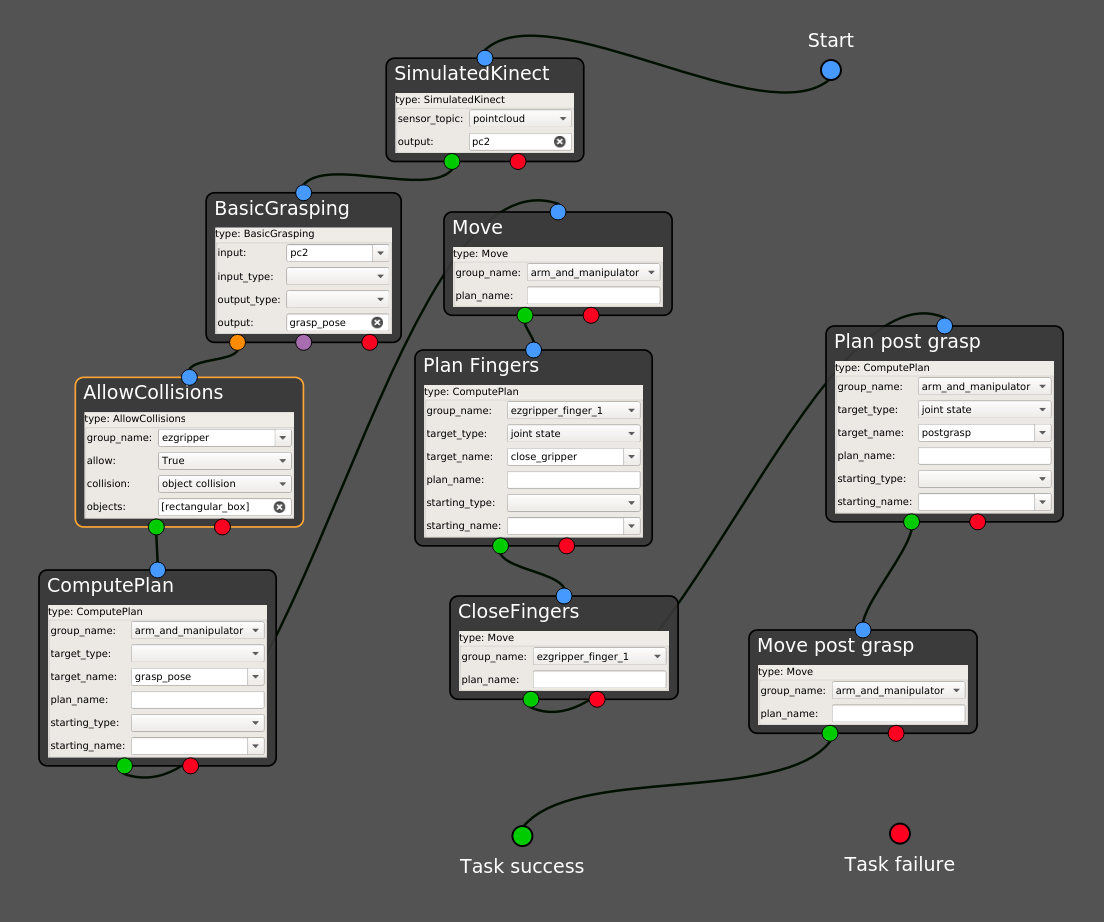 Start
SimulatedKinect
type: SimulatedKinect
sensor_topic: pointcloud
output: pc2
BasicGrasping
type: BasicGrasping
input: pc2
input_type:
output_type:
output: grasp_pose
Move
type: Move
group_name: arm_and_manipulator
plan_name:
AllowCollisions
type: AllowCollisions
group_name: ezgripper
allow: True
collision: object collision
objects: [rectangular_box]
Plan Fingers
type: ComputePlan
group_name: ezgripper_finger_1
target_type: joint state
target_name: close_gripper
plan_name:
starting_type:
starting_name:
Plan post grasp
type: ComputePlan
group_name: arm_and_manipulator
target_type: joint state
target_name: postgrasp
plan_name:
starting_type:
starting_name:
ComputePlan
type: ComputePlan
group_name: arm_and_manipulator
target_type:
target_name: grasp_pose
plan_name:
starting_type:
starting_name:
CloseFingers
type: Move
group_name: ezgripper_finger_1
plan_name:
Move post grasp
type: Move
group_name: arm_and_manipulator
plan_name:
Task success
Task failure